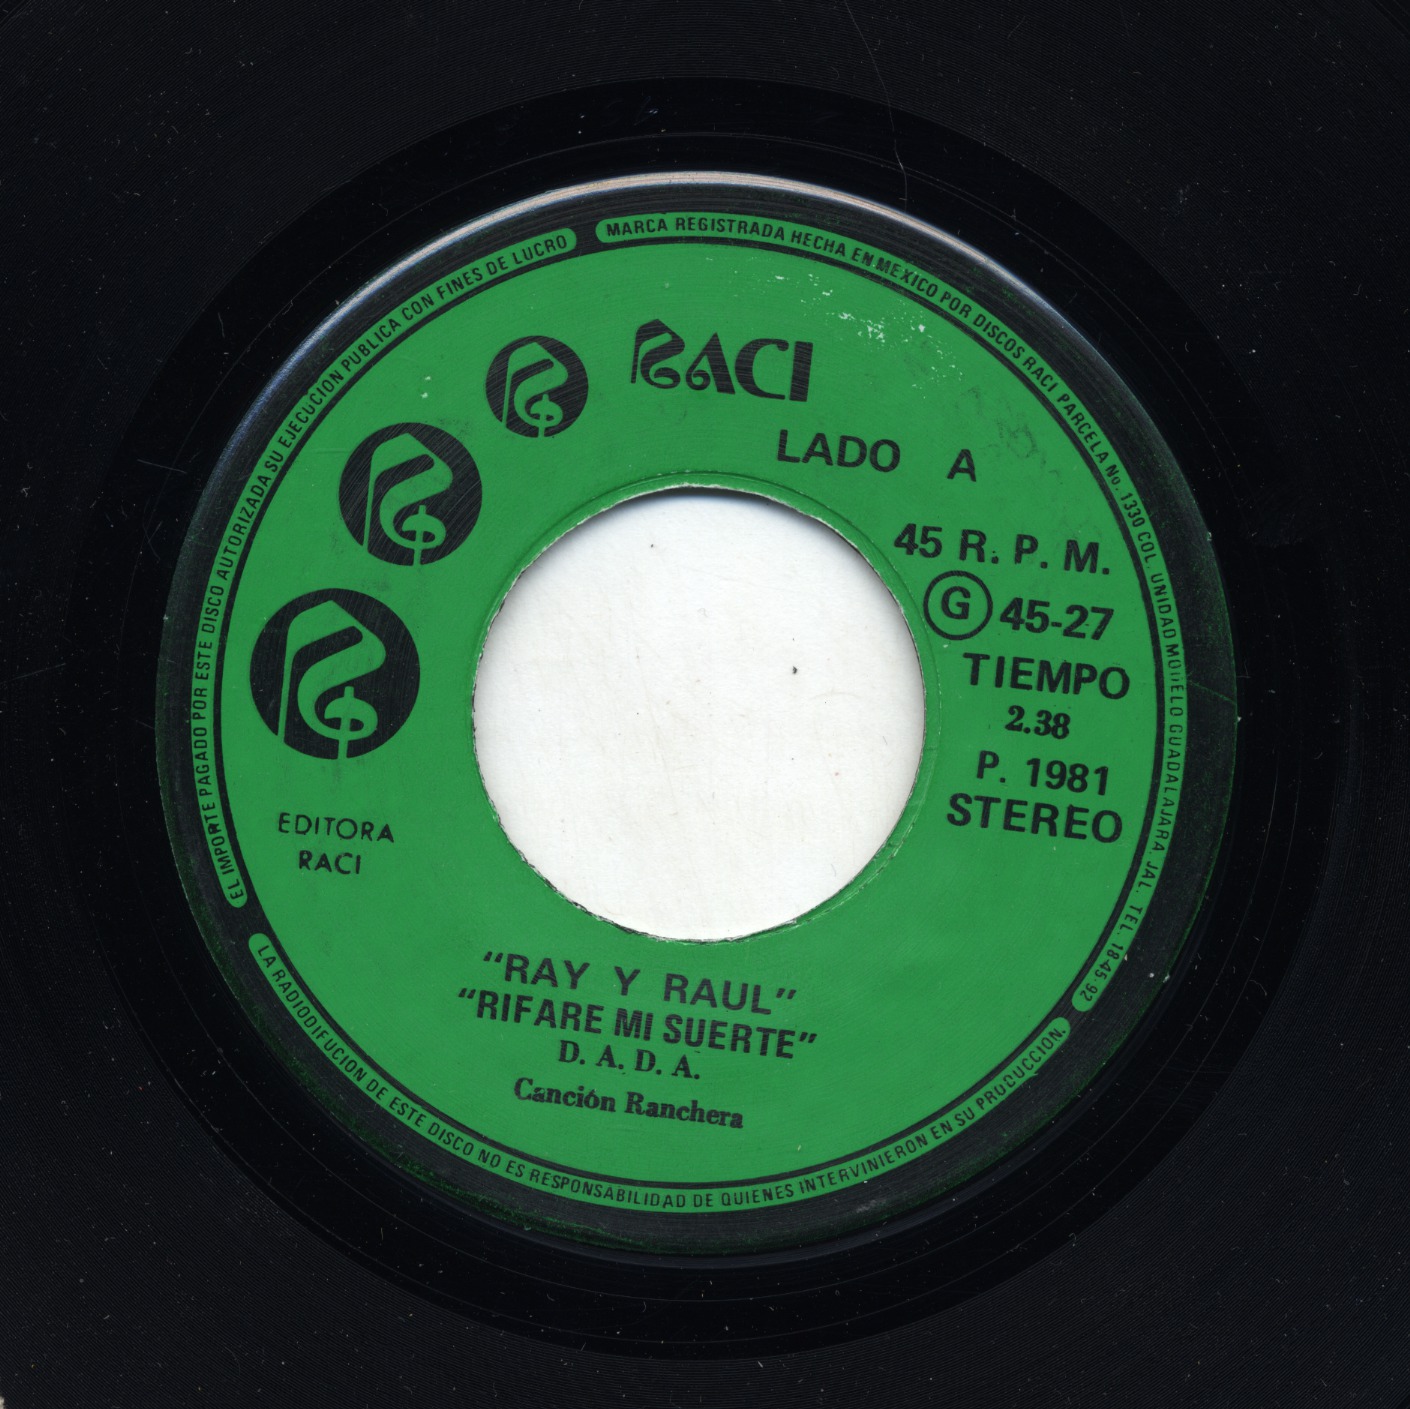 MARCA REGISTRADA HECHA EN MEXICO POR DISCOS RACI PARCELA No. 1330 COL. UNIDAD MODELO GUADALAJARA, JAL. TEL. 18-45-92
EL IMPORTE PAGADO POR ESTE DISCO AUTORIZADA SU EJECUCION PUBLICA CON FINES DE LUCRO
RACI
LADO A
45 R. P. M.
G 45-27
TIEMPO
2.38
P. 1981
STEREO
EDITORA
RACI
"RAY Y RAUL"
"RIFARE MI SUERTE"
D. A. D. A.
Canción Ranchera
LA RADIODIFUCION DE ESTE DISCO NO ES RESPONSABILIDAD DE QUIENES INTERVINIERON EN SU PRODUCCION.